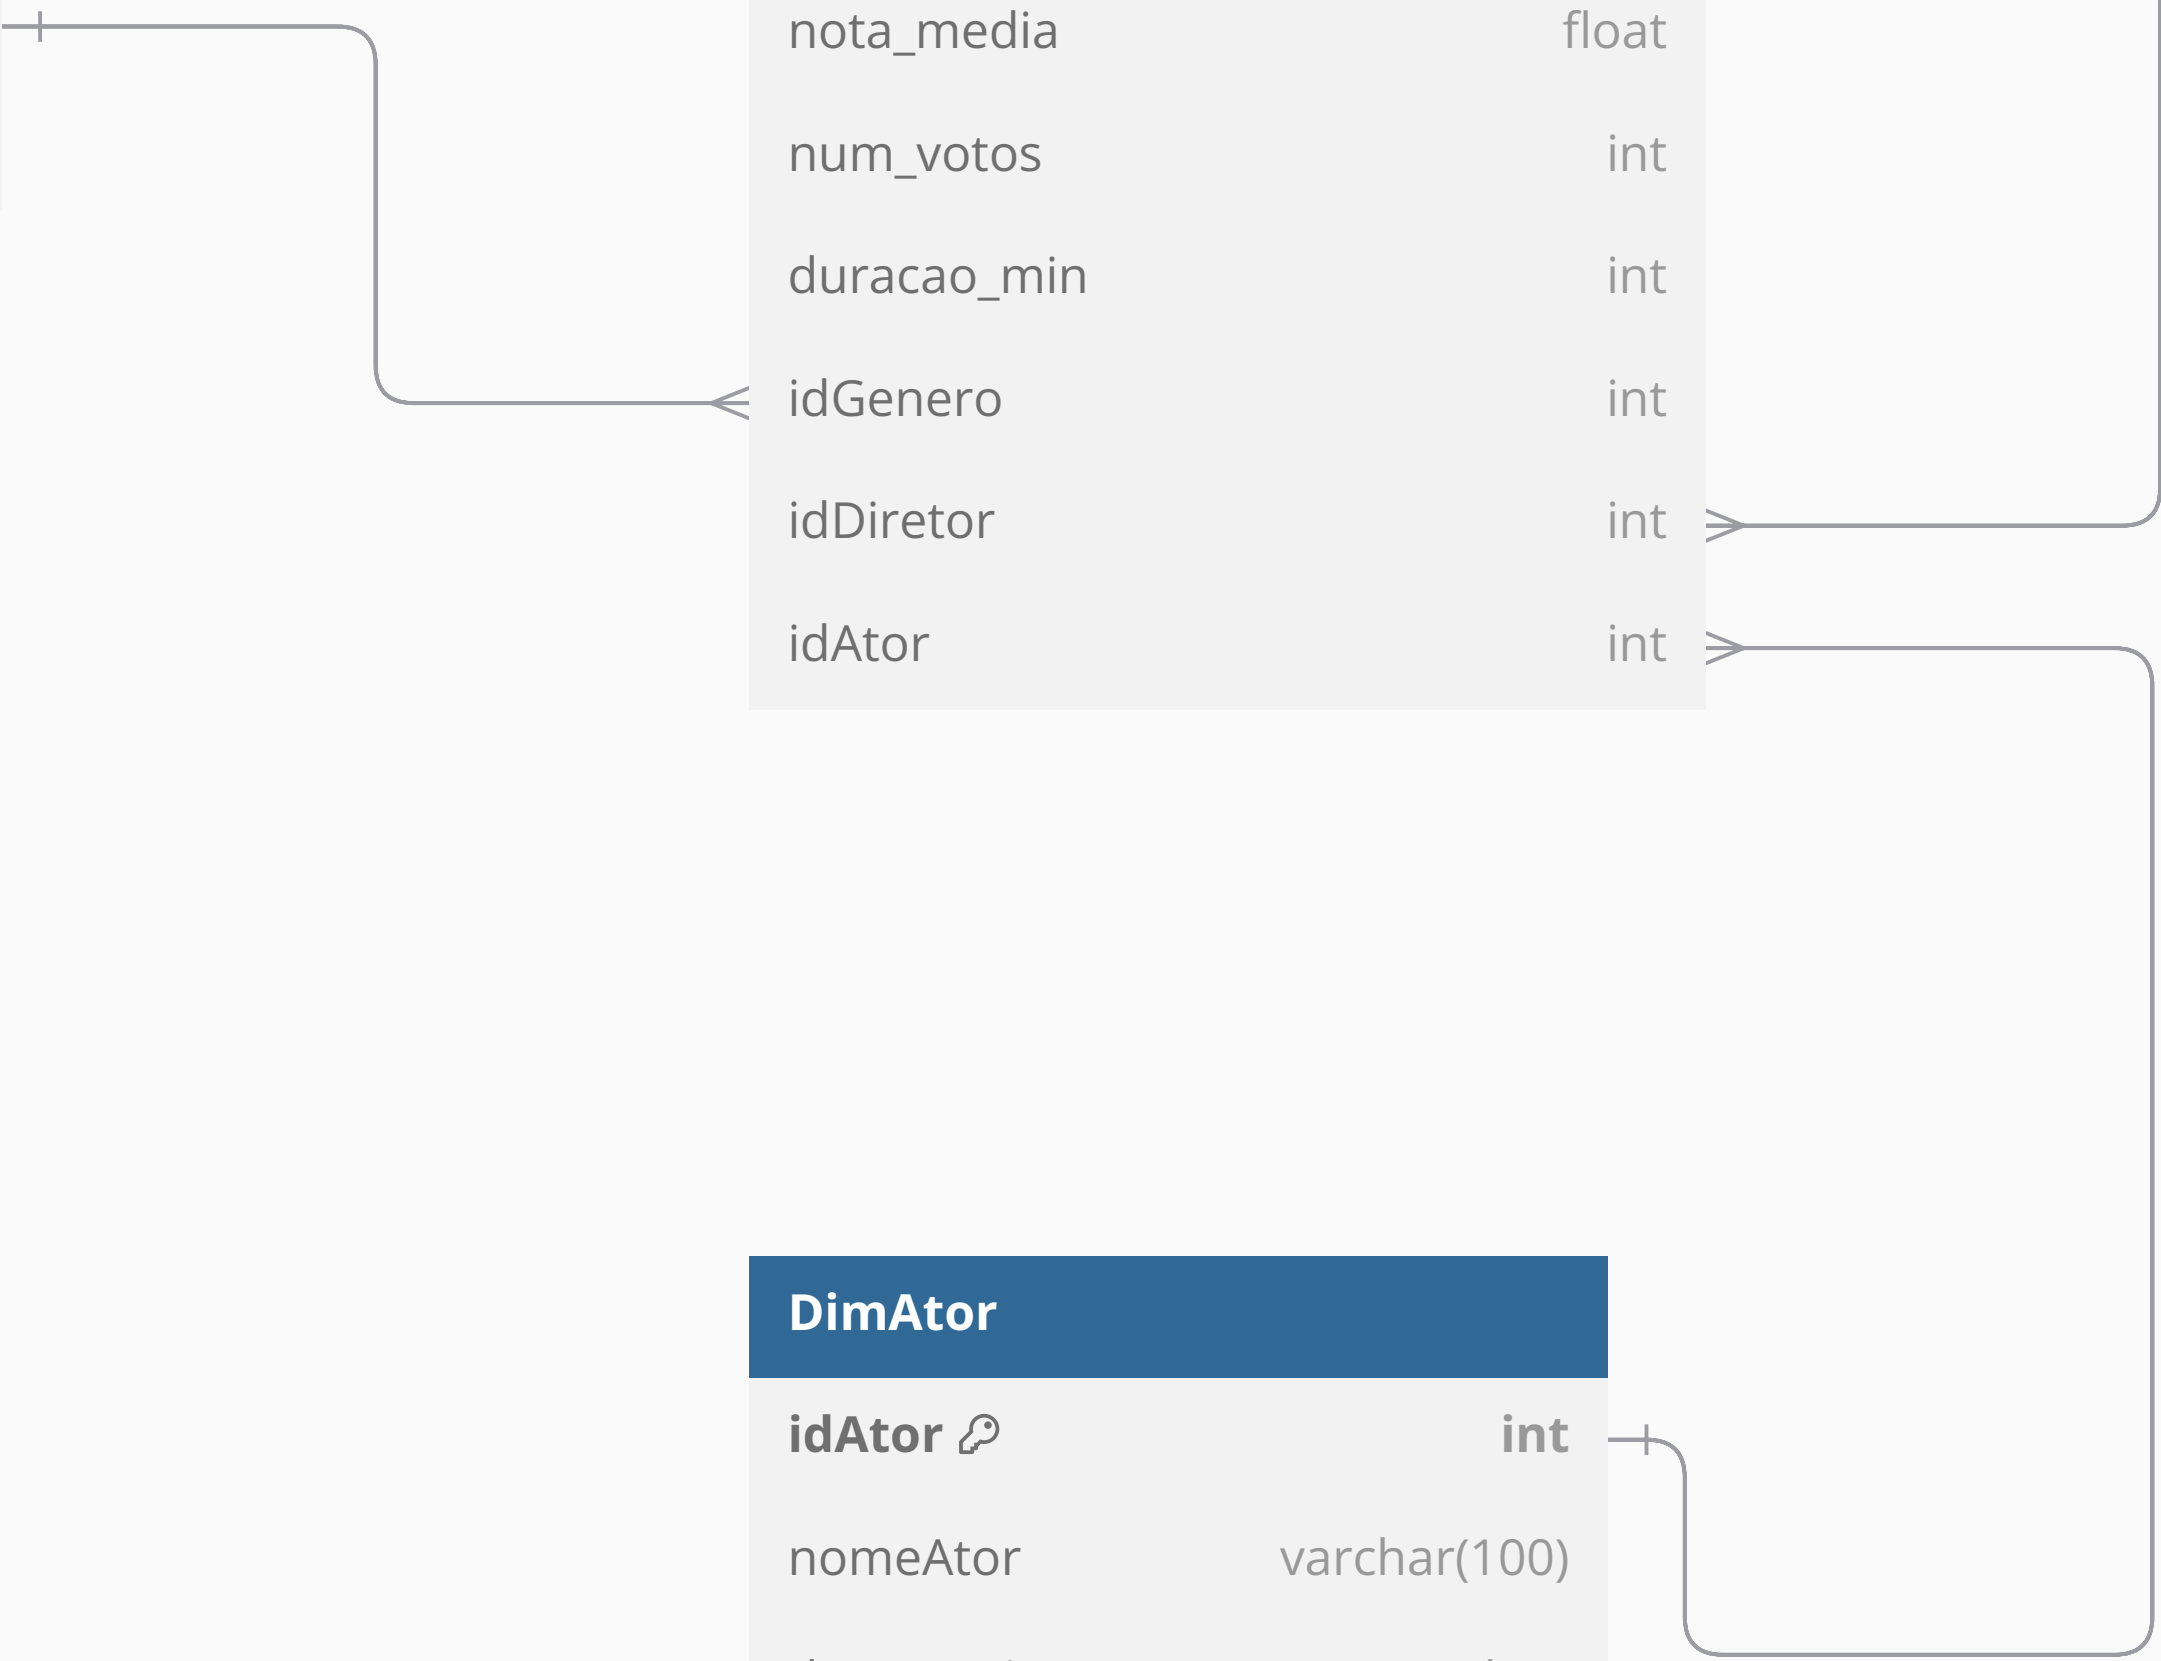 nota_media float
num_votos int
duracao_min int
idGenero int
idDiretor int
idAtor int
DimAtor
idAtor int
nomeAtor varchar(100)